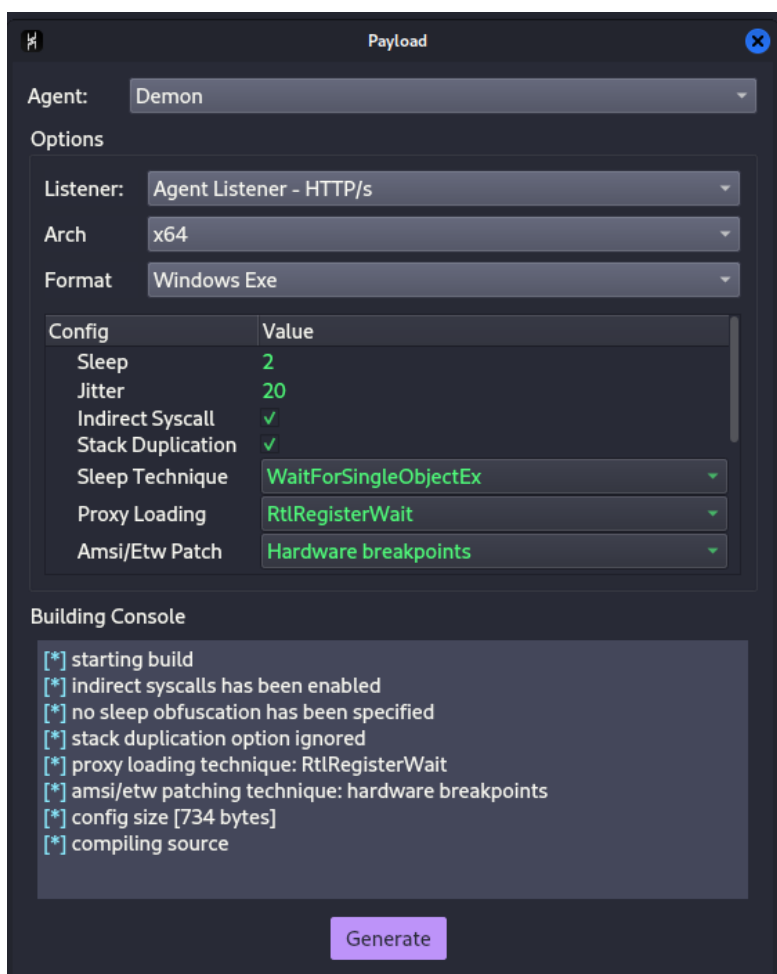 Payload
Agent: Demon
Options
Listener: Agent Listener - HTTP/s
Arch x64
Format Windows Exe
Config Value
Sleep 2
Jitter 20
Indirect Syscall ✓
Stack Duplication ✓
Sleep Technique WaitForSingleObjectEx
Proxy Loading RtlRegisterWait
Amsi/Etw Patch Hardware breakpoints
Building Console
[*] starting build
[*] indirect syscalls has been enabled
[*] no sleep obfuscation has been specified
[*] stack duplication option ignored
[*] proxy loading technique: RtlRegisterWait
[*] amsi/etw patching technique: hardware breakpoints
[*] config size [734 bytes]
[*] compiling source
Generate